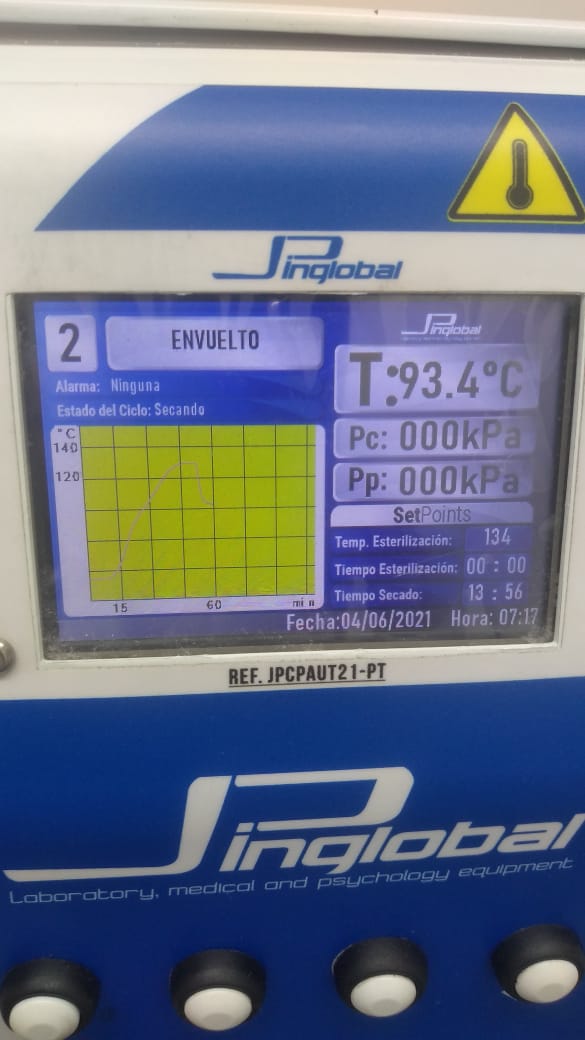 JPinglobal
2
ENVUELTO
JPinglobal
Alarma: Ninguna
T:93.4°C
Estado del Ciclo: Secando
°C
140
120
15
60
min
Pc: 000kPa
Pp: 000kPa
SetPoints
Temp. Esterilización: 134
Tiempo Esterilización: 00 : 00
Tiempo Secado: 13 : 56
Fecha:04/06/2021 Hora: 07:17
REF. JPCPAUT21-PT
JPinglobal
Laboratory, medical and psychology equipment